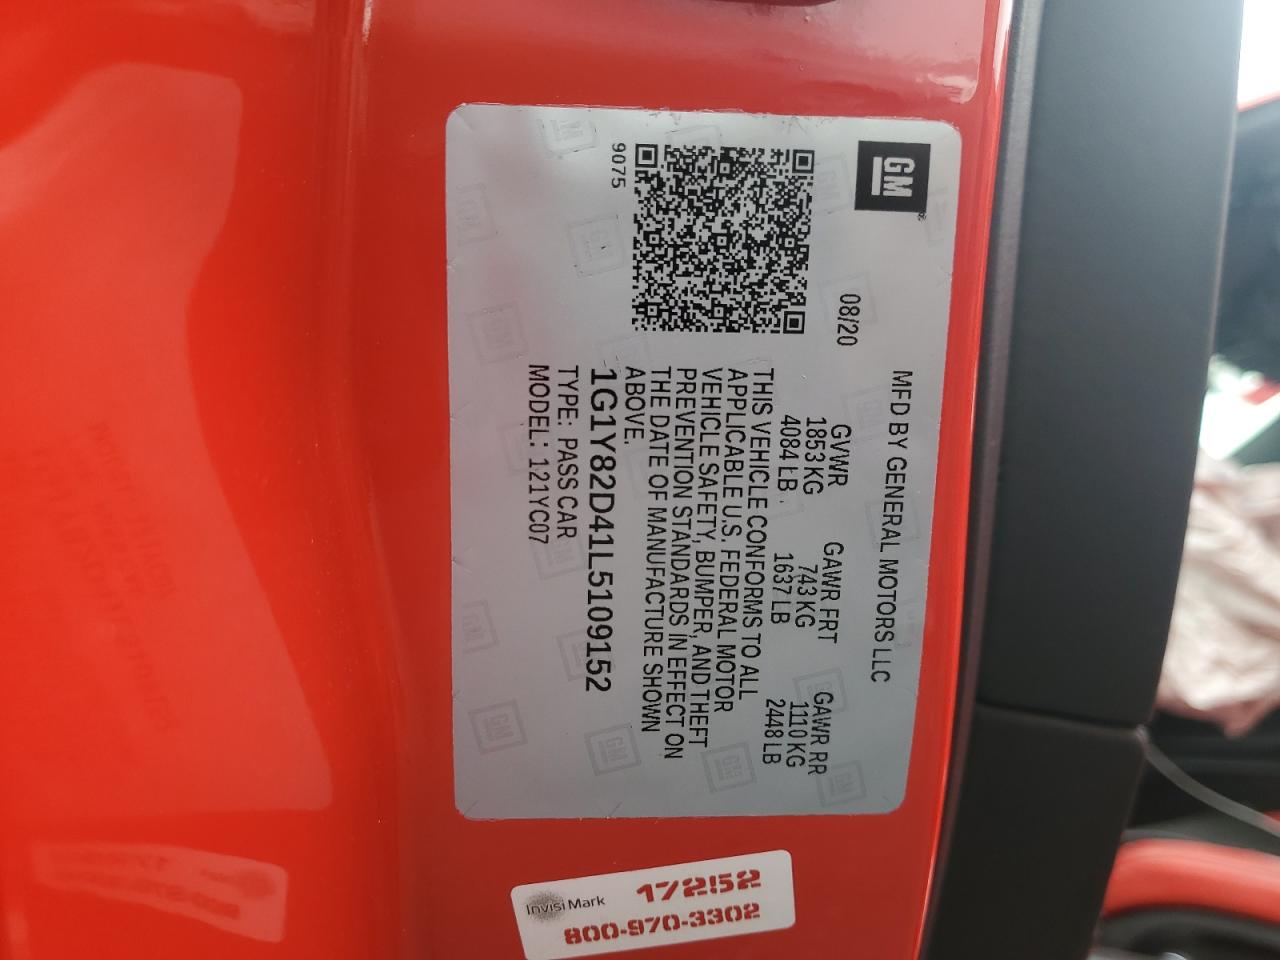 GM
®
MFD BY GENERAL MOTORS LLC
08/20
GVWR GAWR FRT GAWR RR
1853 KG 743 KG 1110 KG
4084 LB 1637 LB 2448 LB
THIS VEHICLE CONFORMS TO ALL
APPLICABLE U.S. FEDERAL MOTOR
VEHICLE SAFETY, BUMPER, AND THEFT
PREVENTION STANDARDS IN EFFECT ON
THE DATE OF MANUFACTURE SHOWN
ABOVE.
1G1Y82D41L5109152
TYPE: PASS CAR
MODEL: 121YC07
9075
InvisiMark
17252
800-970-3302